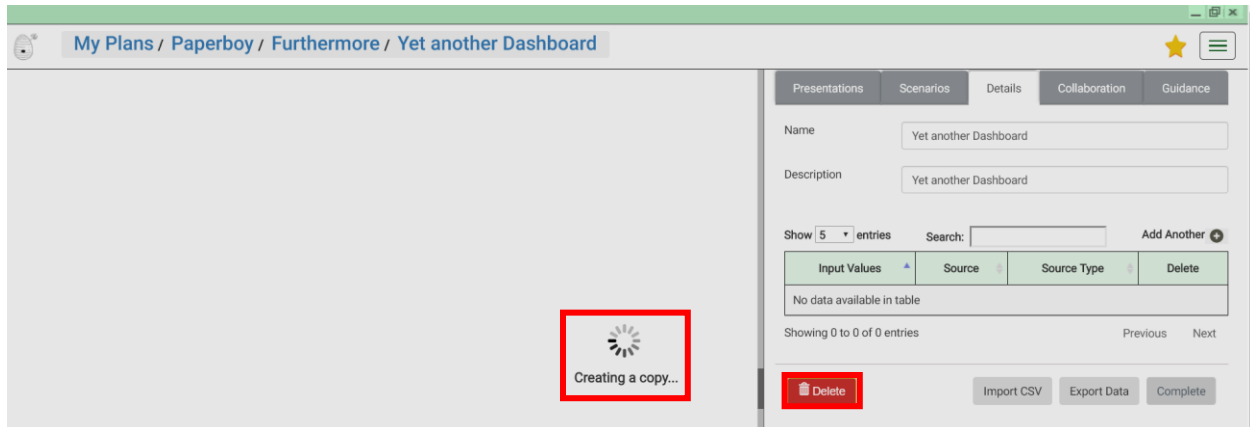 My Plans / Paperboy / Furthermore / Yet another Dashboard
Presentations Scenarios Details Collaboration Guidance
Name Yet another Dashboard
Description Yet another Dashboard
Show 5 entries Search: Add Another
Input Values Source Source Type Delete
No data available in table
Showing 0 to 0 of 0 entries Previous Next
Creating a copy...
Delete Import CSV Export Data Complete